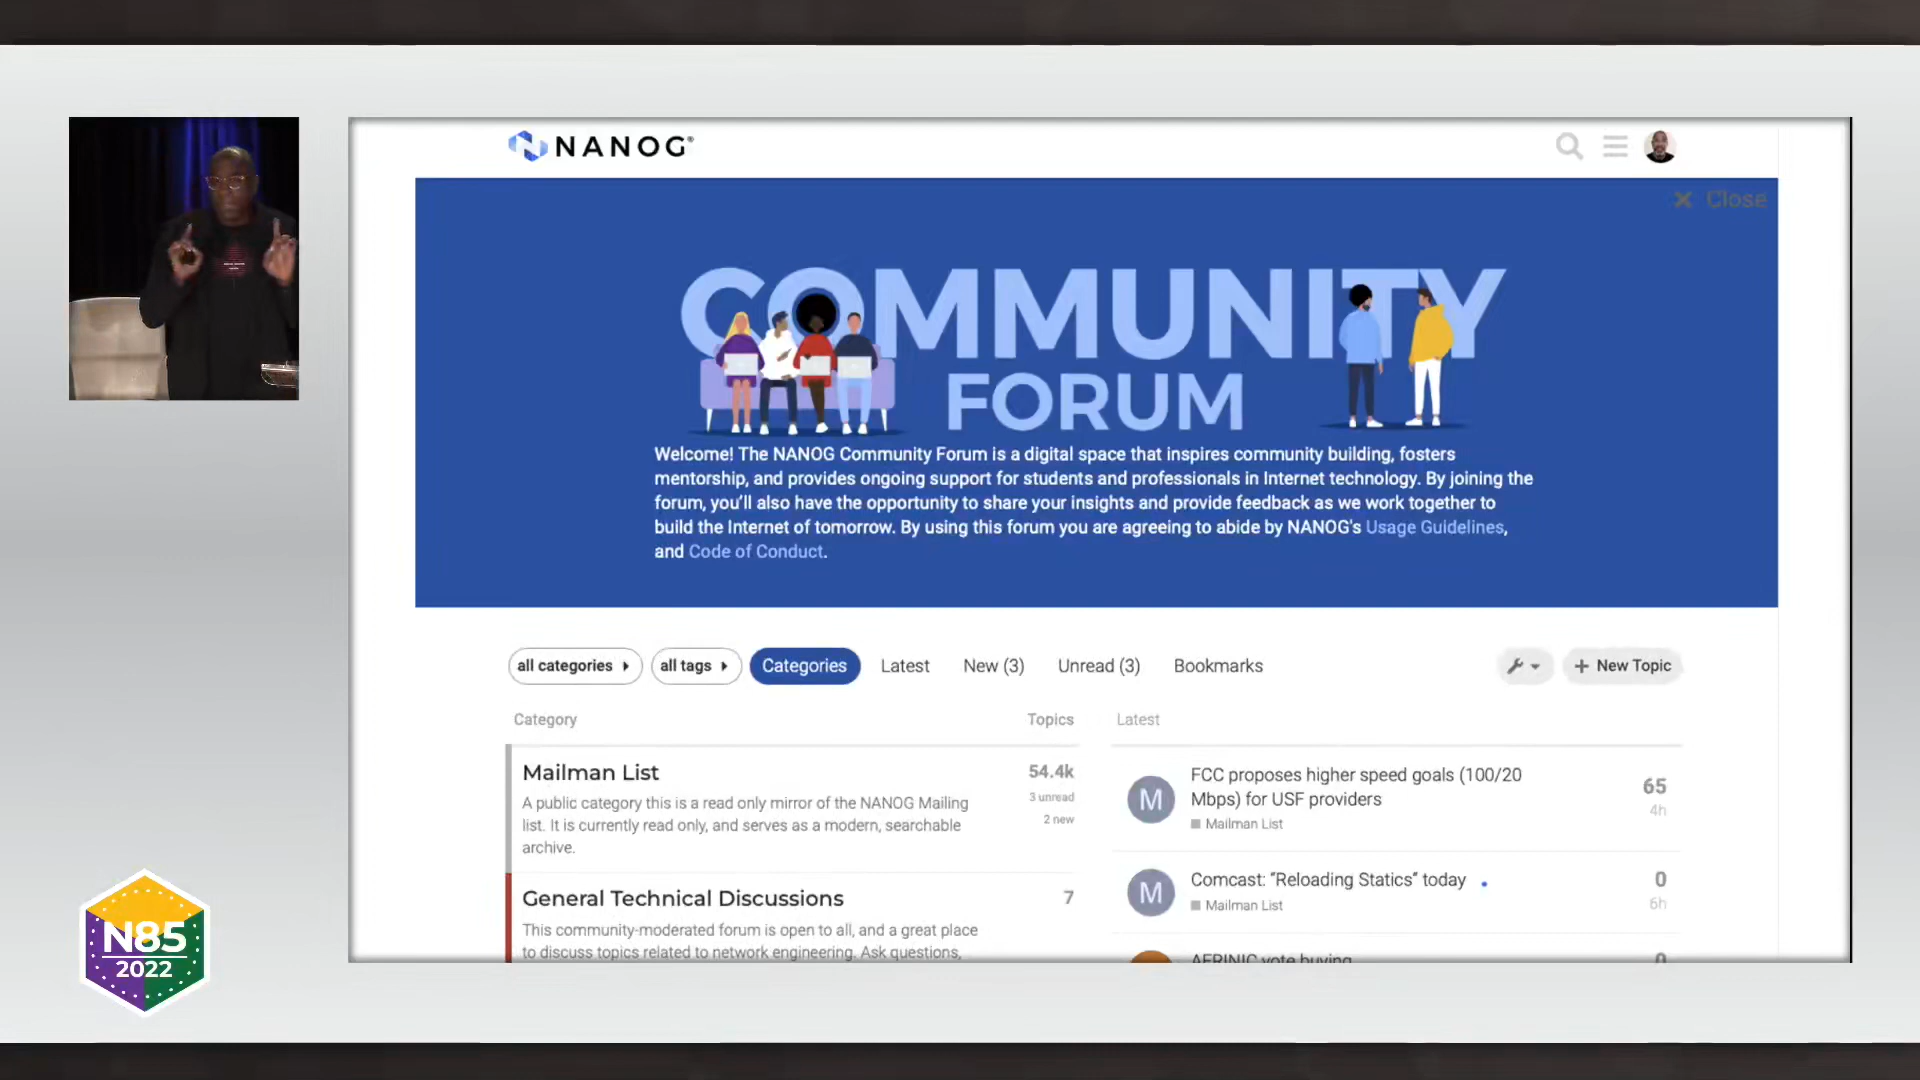 NANOG®
× Close
COMMUNITY
FORUM
Welcome! The NANOG Community Forum is a digital space that inspires community building, fosters
mentorship, and provides ongoing support for students and professionals in Internet technology. By joining the
forum, you'll also have the opportunity to share your insights and provide feedback as we work together to
build the Internet of tomorrow. By using this forum you are agreeing to abide by NANOG's Usage Guidelines,
and Code of Conduct.
all categories all tags Categories Latest New (3) Unread (3) Bookmarks + New Topic
Category Topics
Mailman List 54.4k
3 unread
2 new
A public category this is a read only mirror of the NANOG Mailing
list. It is currently read only, and serves as a modern, searchable
archive.
General Technical Discussions 7
This community-moderated forum is open to all, and a great place
to discuss topics related to network engineering. Ask questions,
Latest
M
FCC proposes higher speed goals (100/20
Mbps) for USF providers
Mailman List
65
4h
M
Comcast: “Reloading Statics” today
Mailman List
0
6h
AFRINIC vote buying
0
N85
2022